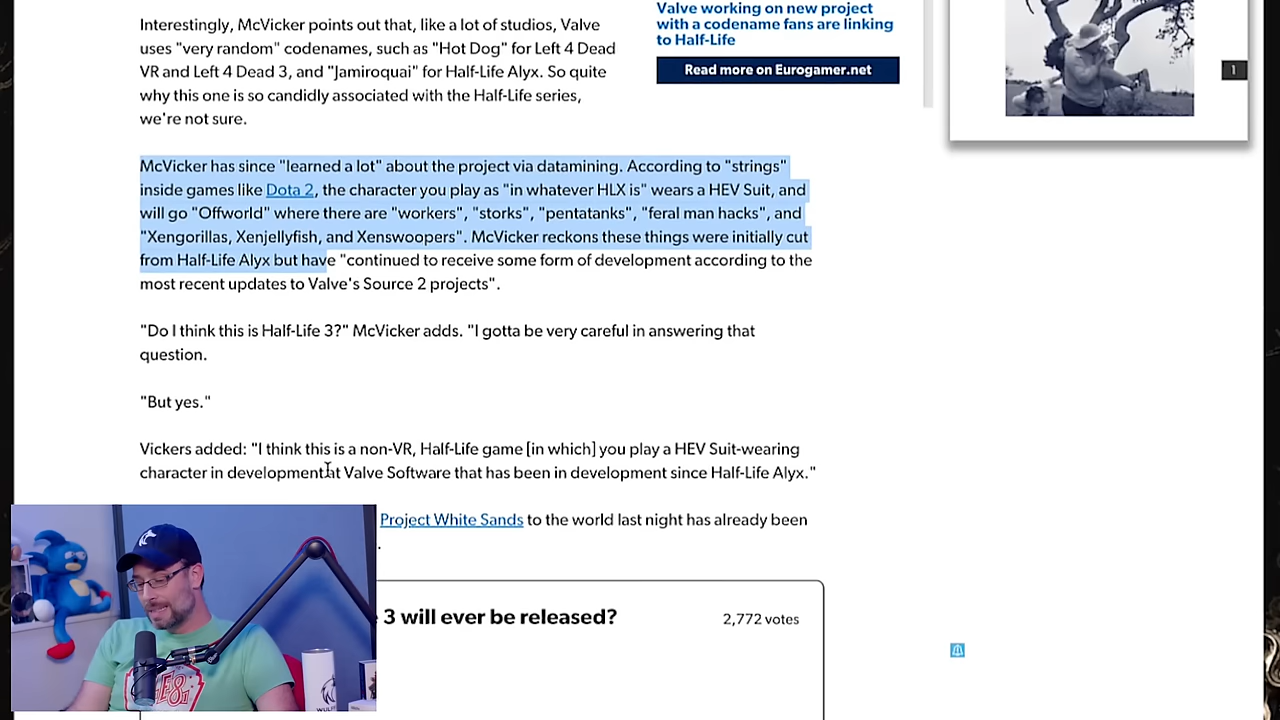 Interestingly, McVicker points out that, like a lot of studios, Valve
uses "very random" codenames, such as "Hot Dog" for Left 4 Dead
VR and Left 4 Dead 3, and "Jamiroquai" for Half-Life Alyx. So quite
why this one is so candidly associated with the Half-Life series,
we're not sure.
Valve working on new project
with a codename fans are linking
to Half-Life
Read more on Eurogamer.net
1
McVicker has since "learned a lot" about the project via datamining. According to "strings"
inside games like Dota 2, the character you play as "in whatever HLX is" wears a HEV Suit, and
will go "Offworld" where there are "workers", "storks", "pentatanks", "feral man hacks", and
"Xengorillas, Xenjellyfish, and Xenswoopers". McVicker reckons these things were initially cut
from Half-Life Alyx but have "continued to receive some form of development according to the
most recent updates to Valve's Source 2 projects".
"Do I think this is Half-Life 3?" McVicker adds. "I gotta be very careful in answering that
question.
"But yes."
Vickers added: "I think this is a non-VR, Half-Life game [in which] you play a HEV Suit-wearing
character in development at Valve Software that has been in development since Half-Life Alyx."
Project White Sands to the world last night has already been
.
3 will ever be released?
2,772 votes